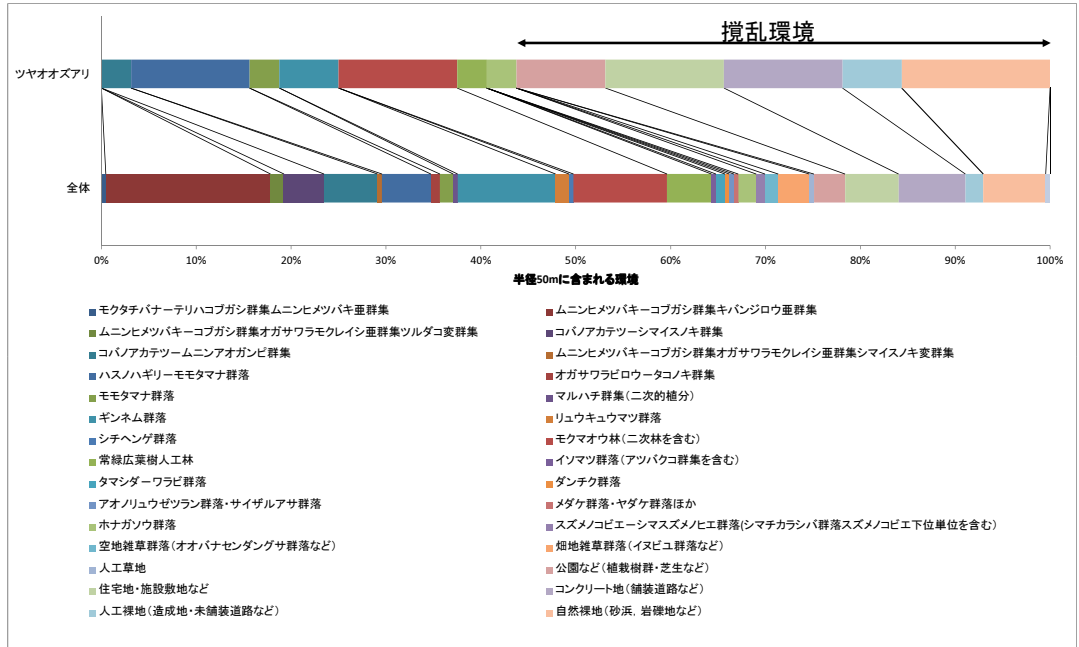 撹乱環境
ツヤオオズアリ
全体
0% 10% 20% 30% 40% 50% 60% 70% 80% 90% 100%
半径50mに含まれる環境
モクタチバナーテリハコブガシ群集ムニンヒメツバキ亜群集 ムニンヒメツバキーコブガシ群集キバンジロウ亜群集
ムニンヒメツバキーコブガシ群集オガサワラモクレイシ亜群集ツルダコ変群集 コバノアカテツーシマイスノキ群集
コバノアカテツームニンアオガンピ群集 ムニンヒメツバキーコブガシ群集オガサワラモクレイシ亜群集シマイスノキ変群集
ハスノハギリーモモタマナ群落 オガサワラビロウータコノキ群集
モモタマナ群落 マルハチ群集(二次的植分)
ギンネム群落 リュウキュウマツ群落
シチヘンゲ群落 モクマオウ林(二次林を含む)
常緑広葉樹人工林 イソマツ群落(アツバクコ群集を含む)
タマシダーワラビ群落 ダンチク群落
アオノリュウゼツラン群落・サイザルアサ群落 メダケ群落・ヤダケ群落ほか
ホナガソウ群落 スズメノコビエーシマスズメノヒエ群落(シマチカラシバ群落スズメノコビエ下位単位を含む)
空地雑草群落(オオバナセンダングサ群落など) 畑地雑草群落(イヌビユ群落など)
人工草地 公園など(植栽樹群・芝生など)
住宅地・施設敷地など コンクリート地(舗装道路など)
人工裸地(造成地・未舗装道路など) 自然裸地(砂浜,岩礫地など)